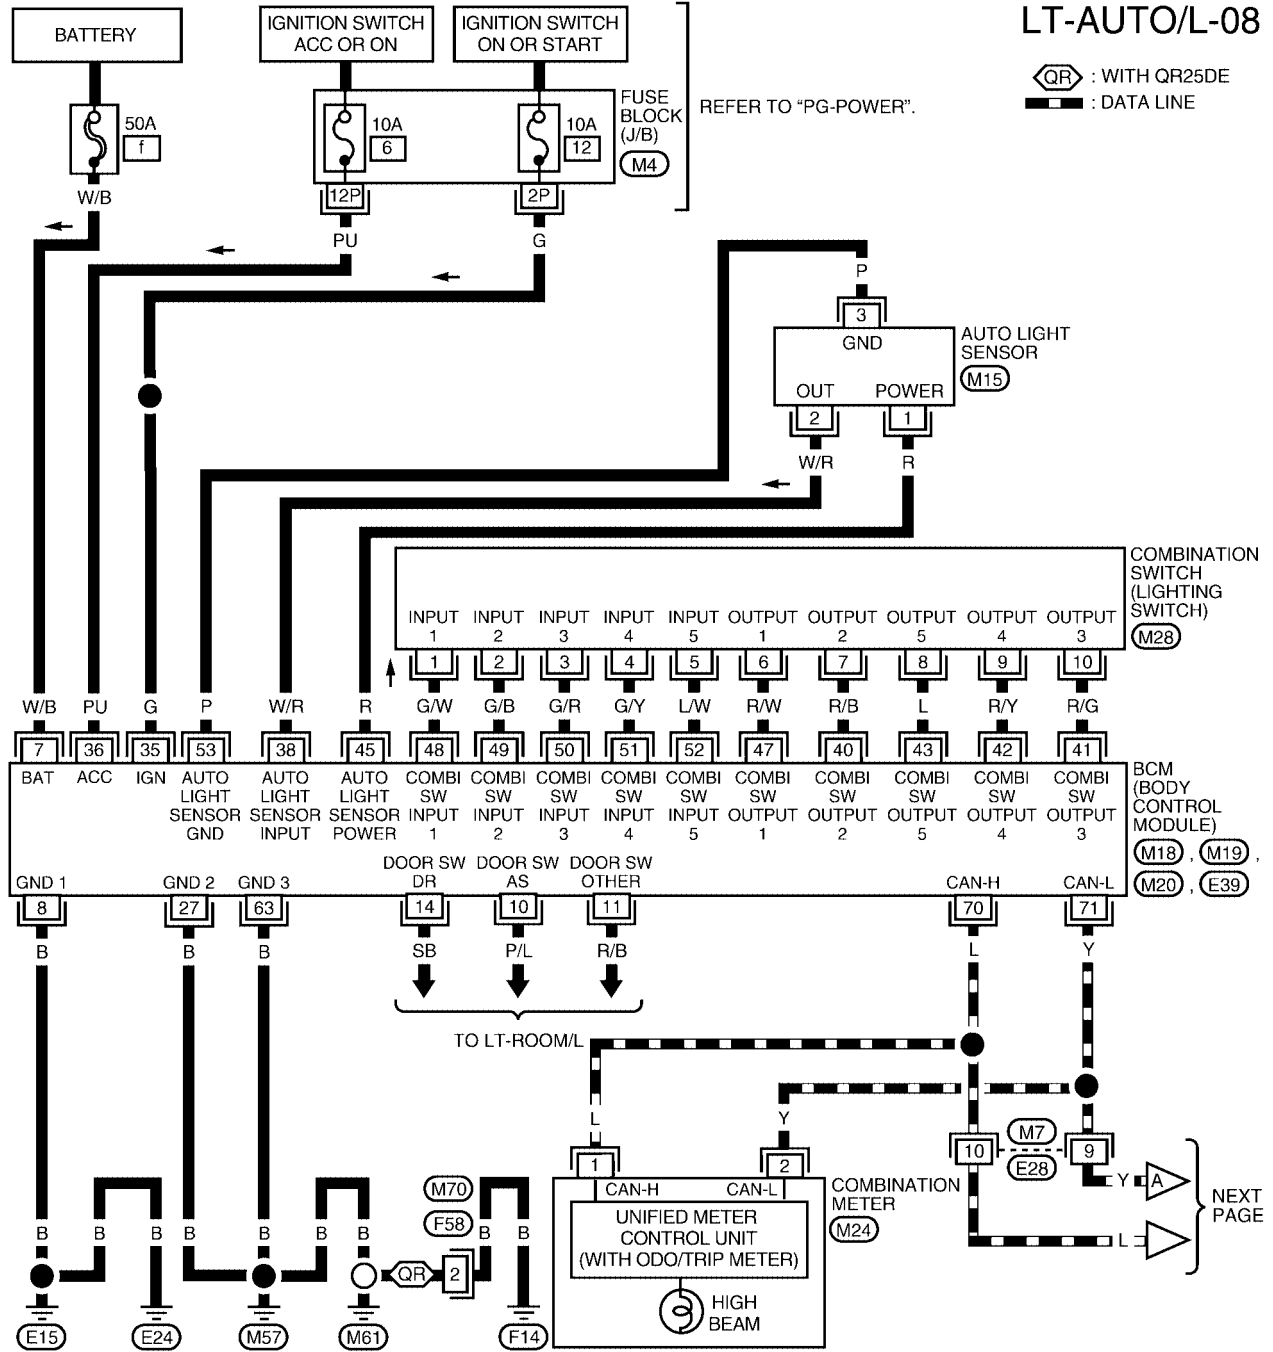 LT-AUTO/L-08
BATTERY
IGNITION SWITCH
ACC OR ON
IGNITION SWITCH
ON OR START
QR : WITH QR25DE
: DATA LINE
50A
f
10A
6
10A
12
FUSE
BLOCK
(J/B)
M4
REFER TO “PG-POWER”.
12P
2P
W/B
PU
G
P
3
GND
AUTO LIGHT
SENSOR
M15
OUT
POWER
2
1
W/R
R
COMBINATION
SWITCH
(LIGHTING
SWITCH)
M28
INPUT
1
INPUT
2
INPUT
3
INPUT
4
INPUT
5
OUTPUT
1
OUTPUT
2
OUTPUT
5
OUTPUT
4
OUTPUT
3
1 2 3 4 5 6 7 8 9 10
W/B PU G P W/R R G/W G/B G/R G/Y L/W R/W R/B L R/Y R/G
7 36 35 53 38 45 48 49 50 51 52 47 40 43 42 41
BAT
ACC
IGN
AUTO
LIGHT
SENSOR
GND
AUTO
LIGHT
SENSOR
INPUT
AUTO
LIGHT
SENSOR
POWER
COMBI
SW
INPUT
1
COMBI
SW
INPUT
2
COMBI
SW
INPUT
3
COMBI
SW
INPUT
4
COMBI
SW
INPUT
5
COMBI
SW
OUTPUT
1
COMBI
SW
OUTPUT
2
COMBI
SW
OUTPUT
5
COMBI
SW
OUTPUT
4
COMBI
SW
OUTPUT
3
BCM
(BODY
CONTROL
MODULE)
M18 , M19 ,
M20 , E39
GND 1
GND 2
GND 3
DOOR SW
DR
DOOR SW
AS
DOOR SW
OTHER
CAN-H
CAN-L
8 27 63 14 10 11 70 71
B B B SB P/L R/B L Y
TO LT-ROOM/L
L
Y
M7
10 9
E28
1
2
Y A
L
NEXT
PAGE
CAN-H
CAN-L
COMBINATION
METER
M24
UNIFIED METER
CONTROL UNIT
(WITH ODO/TRIP METER)
HIGH
BEAM
M70
F58
B B B B B B B B
QR 2
E15 E24 M57 M61 F14